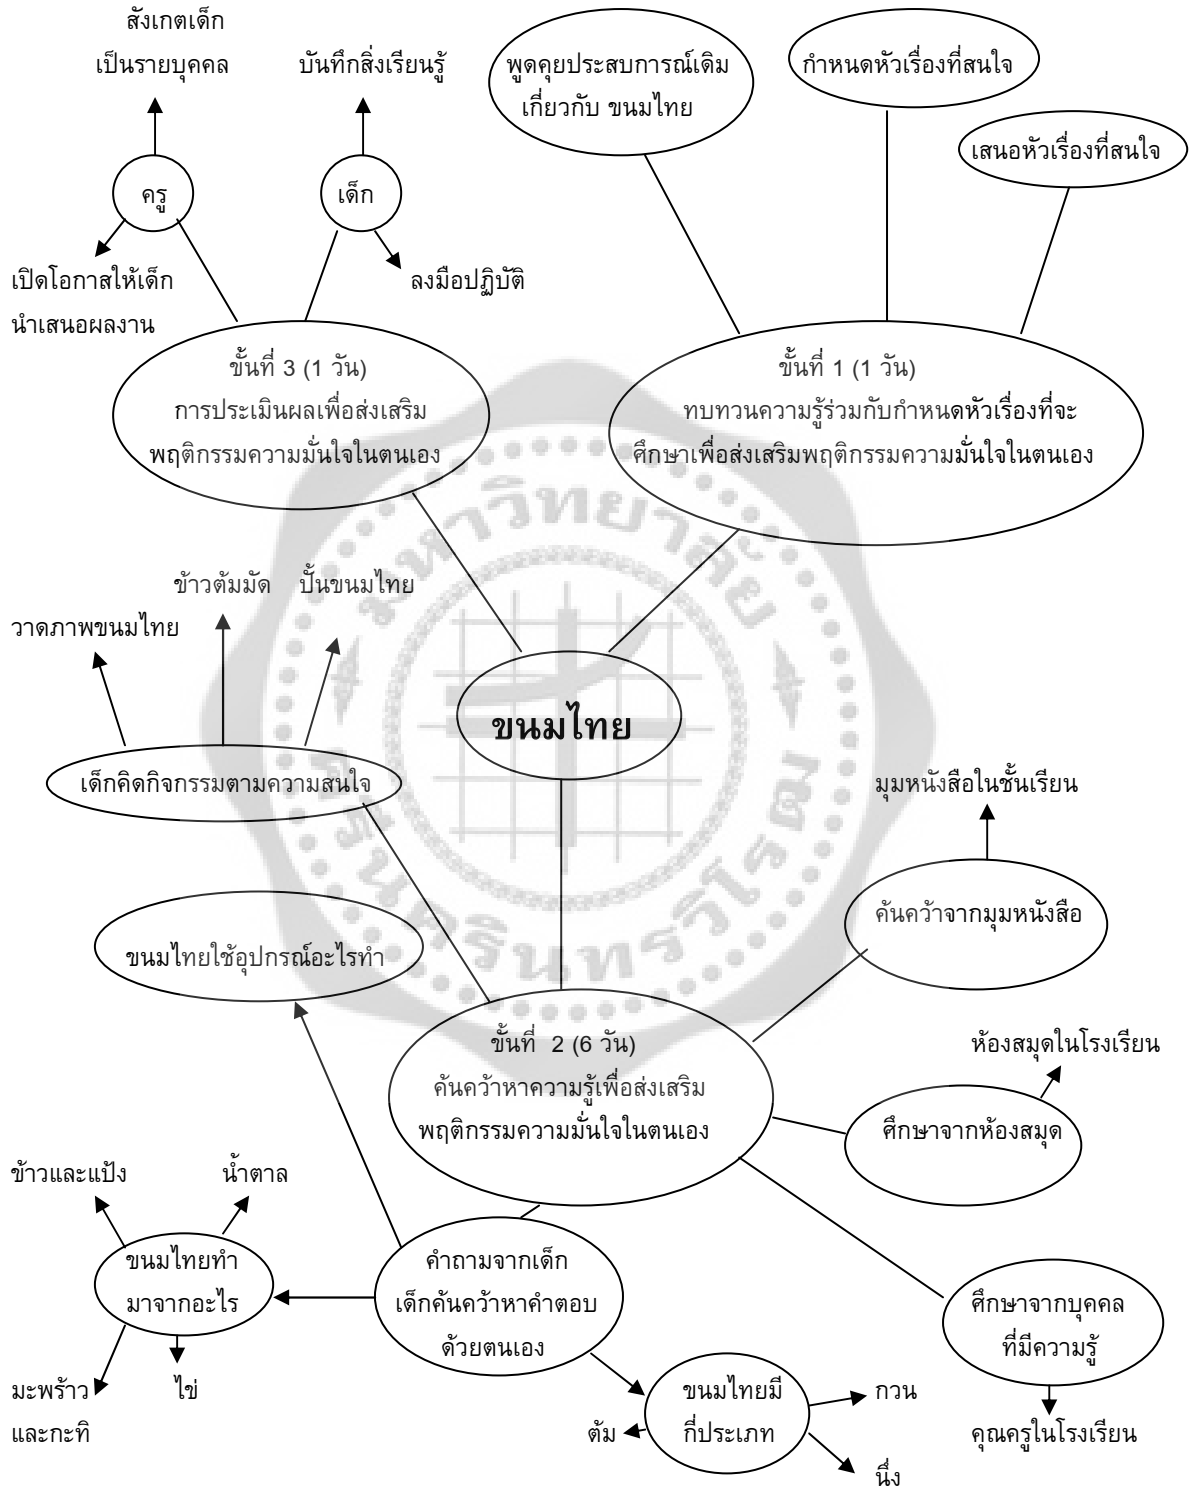 สังเกตเด็ก
เป็นรายบุคคล
บันทึกสิ่งเรียนรู้
พูดคุยประสบการณ์เดิม
เกี่ยวกับ ขนมไทย
กำหนดหัวเรื่องที่สนใจ
เสนอหัวเรื่องที่สนใจ
ครู
เด็ก
เปิดโอกาสให้เด็ก
นำเสนอผลงาน
ลงมือปฏิบัติ
ขั้นที่ 3 (1 วัน)
การประเมินผลเพื่อส่งเสริม
พฤติกรรมความมั่นใจในตนเอง
ขั้นที่ 1 (1 วัน)
ทบทวนความรู้ร่วมกับกำหนดหัวเรื่องที่จะ
ศึกษาเพื่อส่งเสริมพฤติกรรมความมั่นใจในตนเอง
มหาวิทยาลัย
ศรีนครินทรวิโรฒ
ข้าวต้มมัด
ปั้นขนมไทย
วาดภาพขนมไทย
ขนมไทย
เด็กคิดกิจกรรมตามความสนใจ
มุมหนังสือในชั้นเรียน
ค้นคว้าจากมุมหนังสือ
ขนมไทยใช้อุปกรณ์อะไรทำ
ขั้นที่ 2 (6 วัน)
ค้นคว้าหาความรู้เพื่อส่งเสริม
พฤติกรรมความมั่นใจในตนเอง
ห้องสมุดในโรงเรียน
ศึกษาจากห้องสมุด
ข้าวและแป้ง
น้ำตาล
ขนมไทยทำ
มาจากอะไร
คำถามจากเด็ก
เด็กค้นคว้าหาคำตอบ
ด้วยตนเอง
ศึกษาจากบุคคล
ที่มีความรู้
มะพร้าว
และกะทิ
ไข่
ขนมไทยมี
กี่ประเภท
กวน
ต้ม
นึ่ง
คุณครูในโรงเรียน